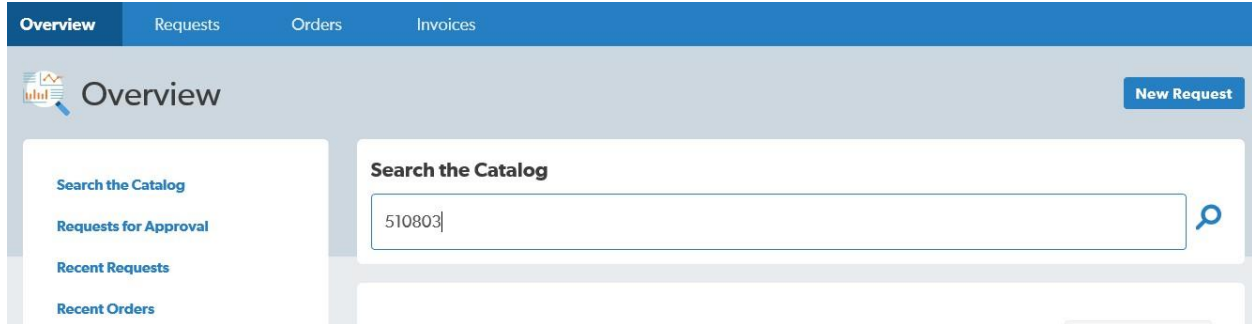 Overview Requests Orders Invoices
Overview
New Request
Search the Catalog
Requests for Approval
Recent Requests
Recent Orders
Search the Catalog
510803